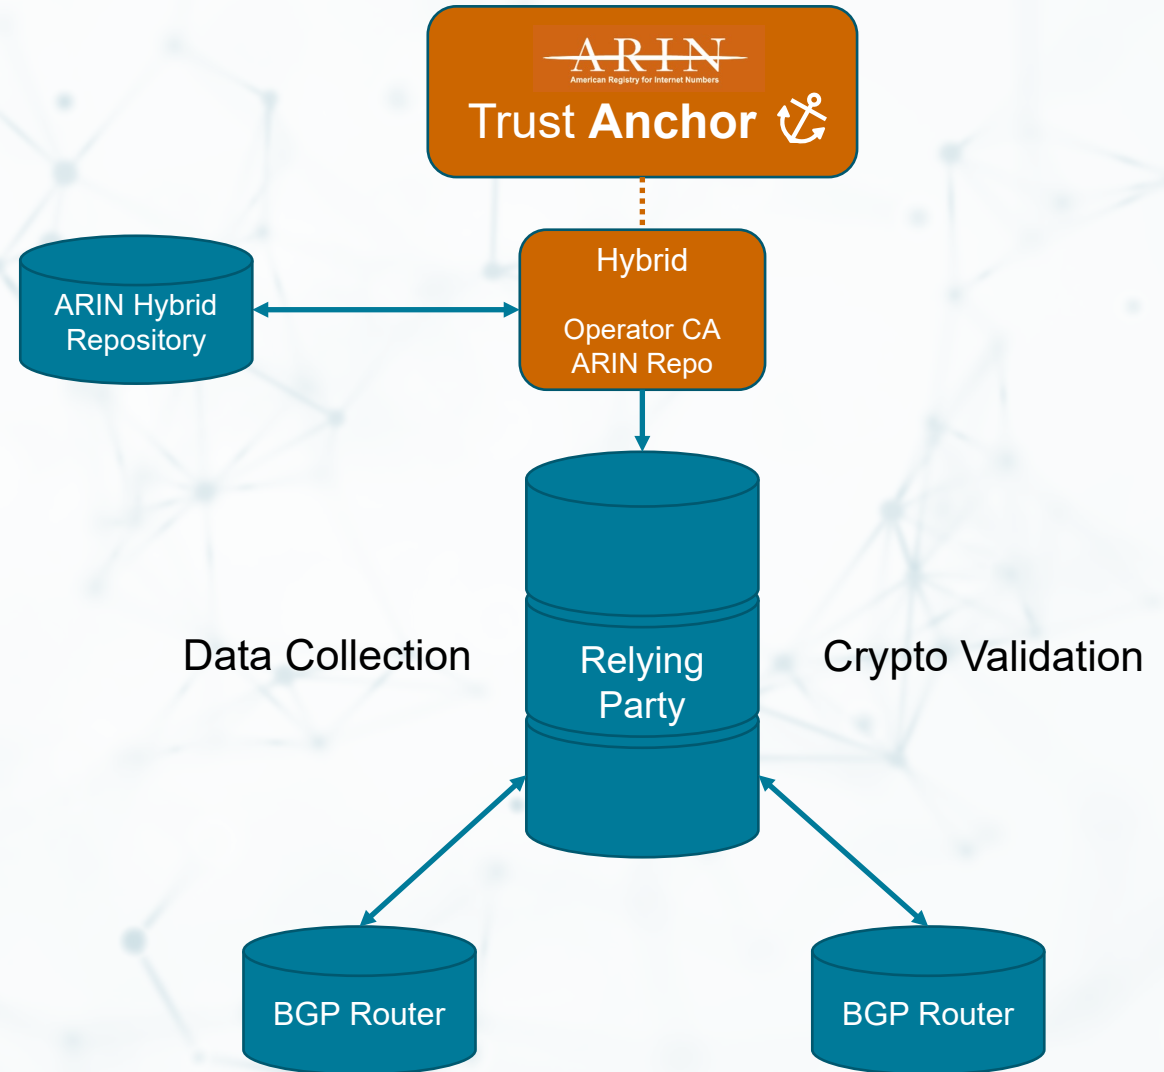 ARIN
American Registry for Internet Numbers
Trust Anchor
Hybrid
Operator CA
ARIN Repo
ARIN Hybrid
Repository
Data Collection
Relying
Party
Crypto Validation
BGP Router
BGP Router